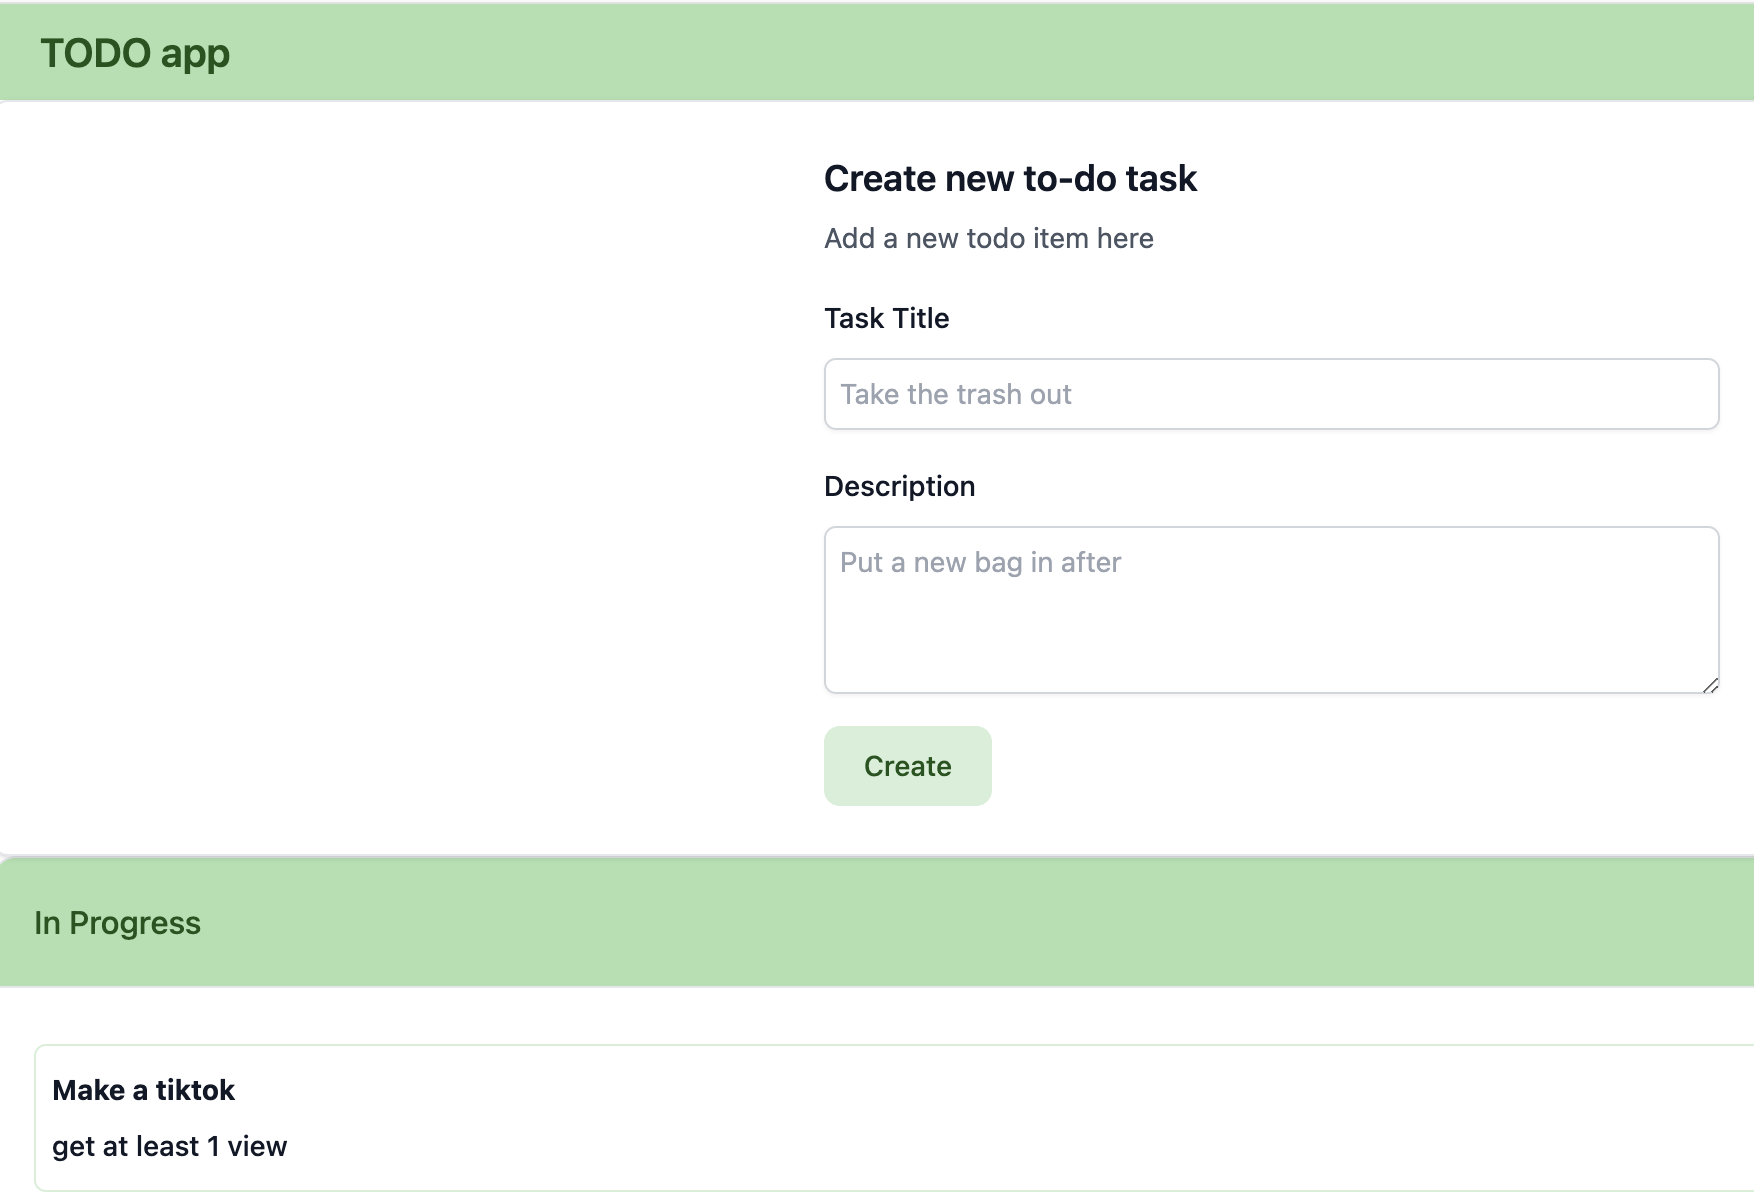 TODO app
Create new to-do task
Add a new todo item here
Task Title
Take the trash out
Description
Put a new bag in after
Create
In Progress
Make a tiktok
get at least 1 view